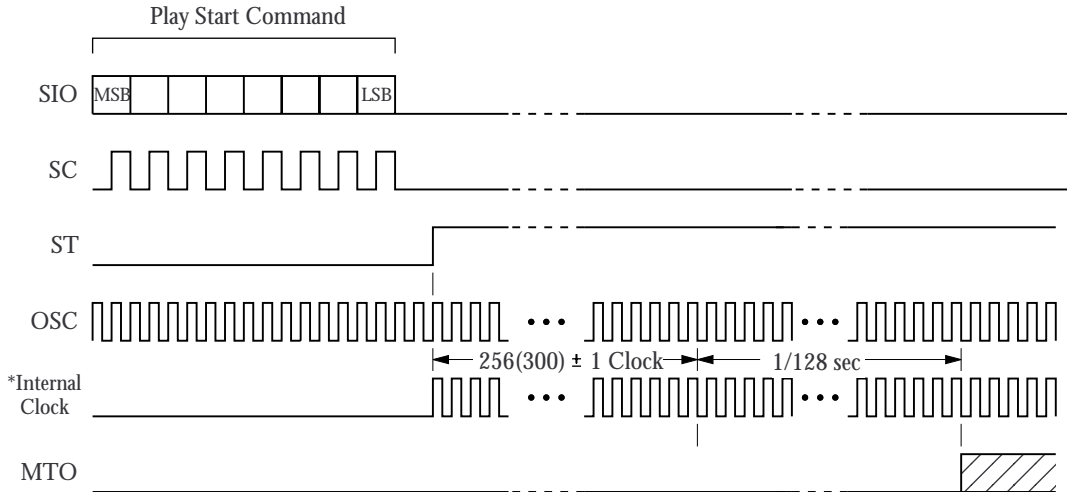 Play Start Command
SIO
MSB
LSB
SC
ST
OSC
256(300) ± 1 Clock
1/128 sec
*Internal
Clock
MTO